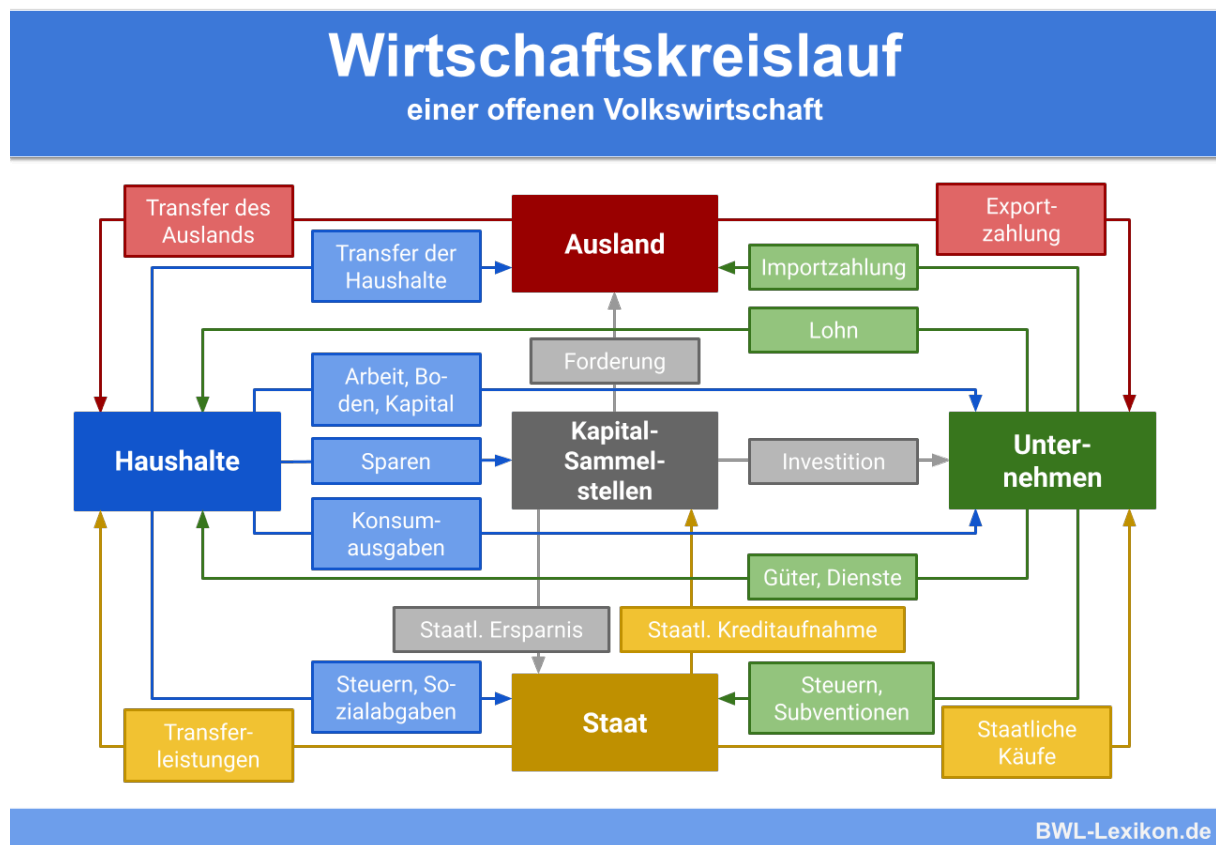 Wirtschaftskreislauf
einer offenen Volkswirtschaft
Transfer des
Auslands
Ausland
Export-
zahlung
Transfer der
Haushalte
Importzahlung
Lohn
Forderung
Arbeit, Bo-
den, Kapital
Haushalte
Sparen
Kapital-
Sammel-
stellen
Investition
Unter-
nehmen
Konsum-
ausgaben
Güter, Dienste
Staatl. Ersparnis
Staatl. Kreditaufnahme
Steuern, So-
zialabgaben
Steuern,
Subventionen
Transfer-
leistungen
Staat
Staatliche
Käufe
BWL-Lexikon.de